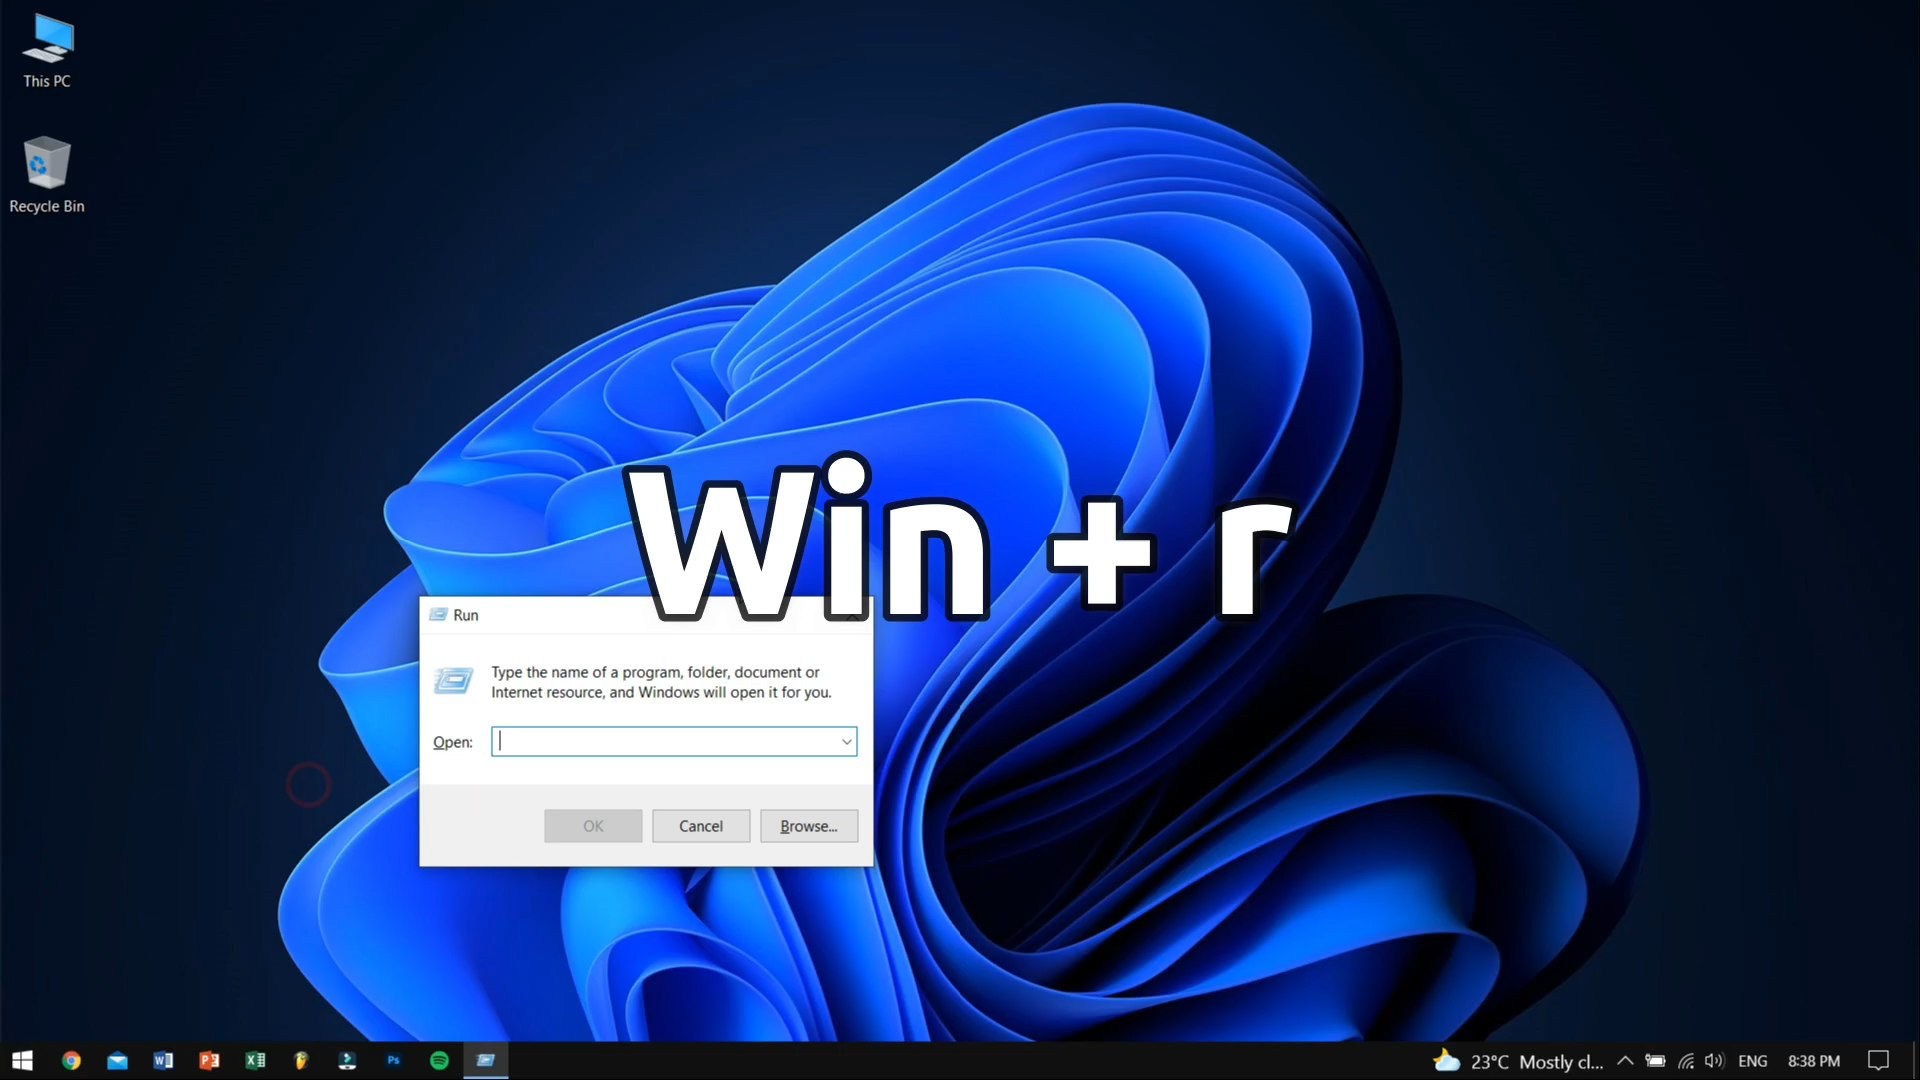 This PC
Recycle Bin
Win + r
Run
Type the name of a program, folder, document or
Internet resource, and Windows will open it for you.
Open:
OK
Cancel
Browse...
23°C Mostly cl...
ENG
8:38 PM
Ps